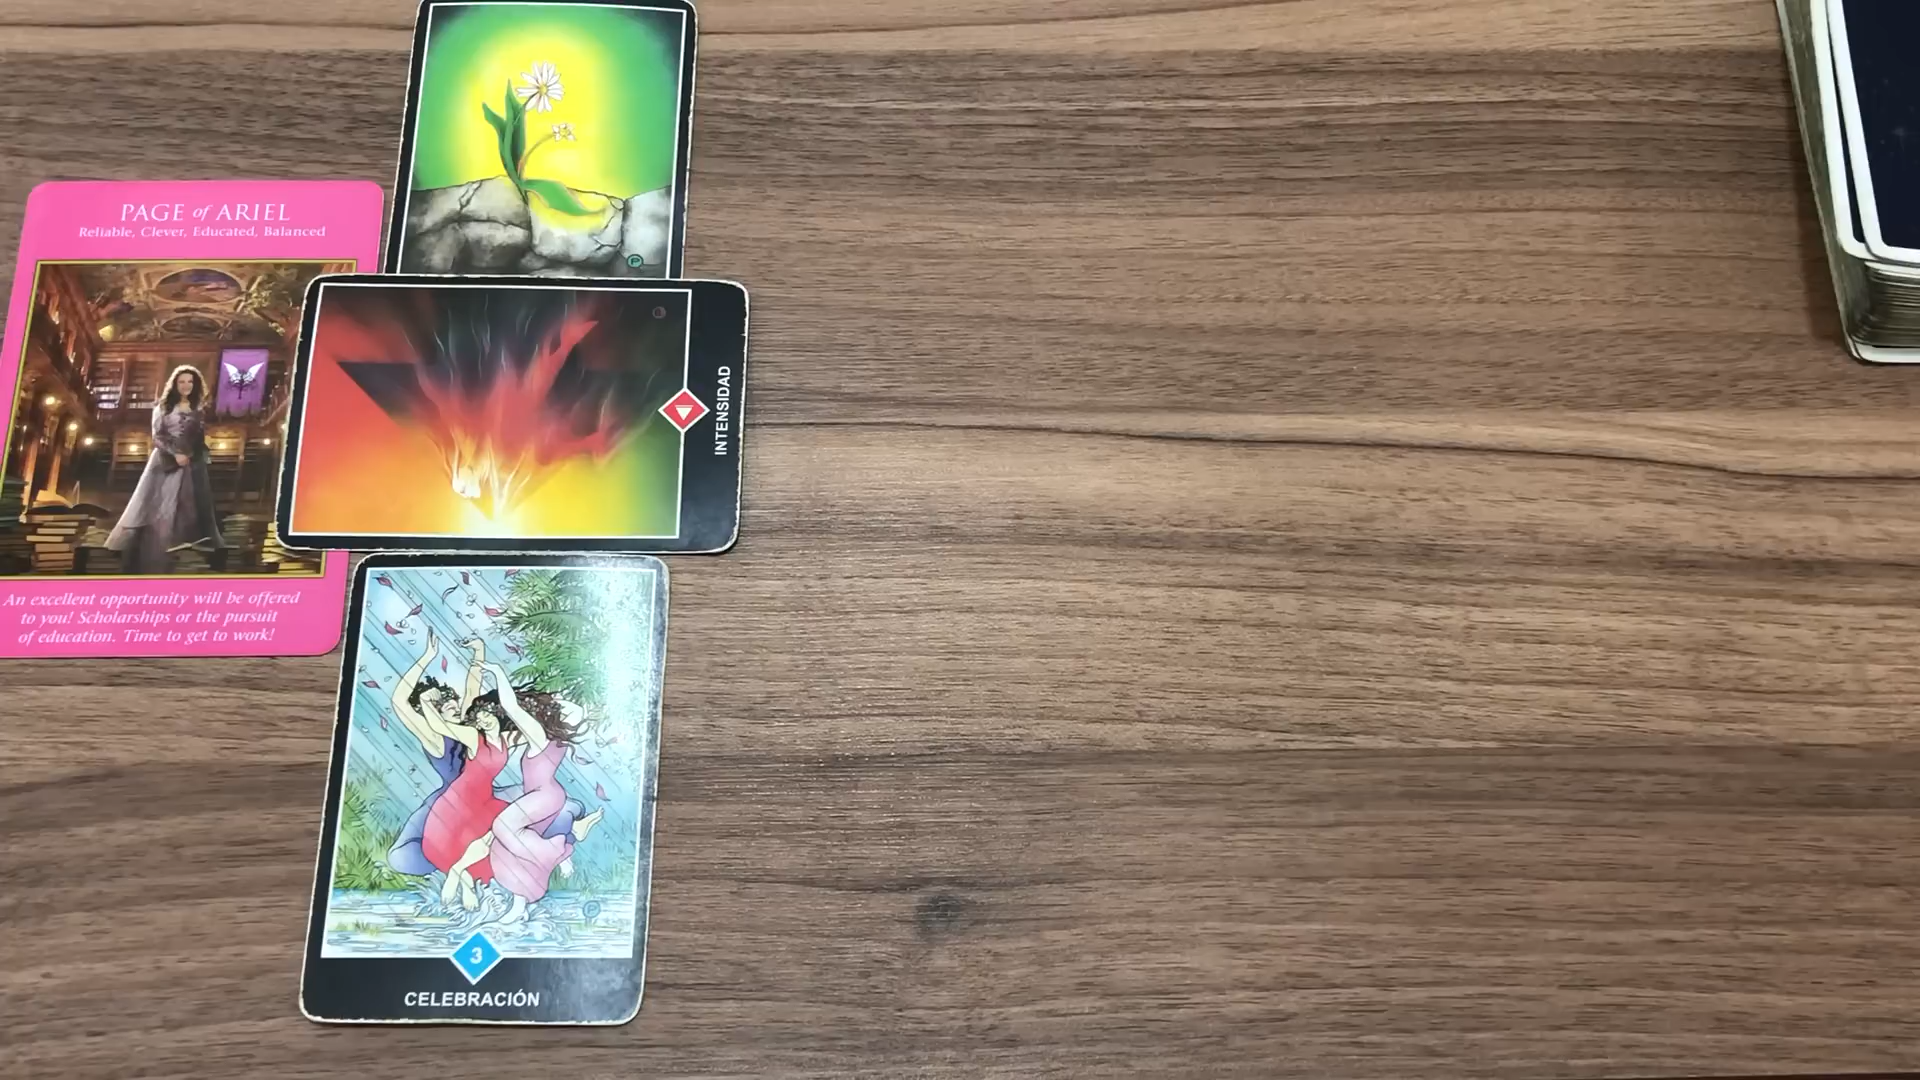 PAGE of ARIEL
Reliable, Clever, Educated, Balanced
INTENSIDAD
An excellent opportunity will be offered
to you! Scholarships or the pursuit
of education. Time to get to work!
3
CELEBRACIÓN